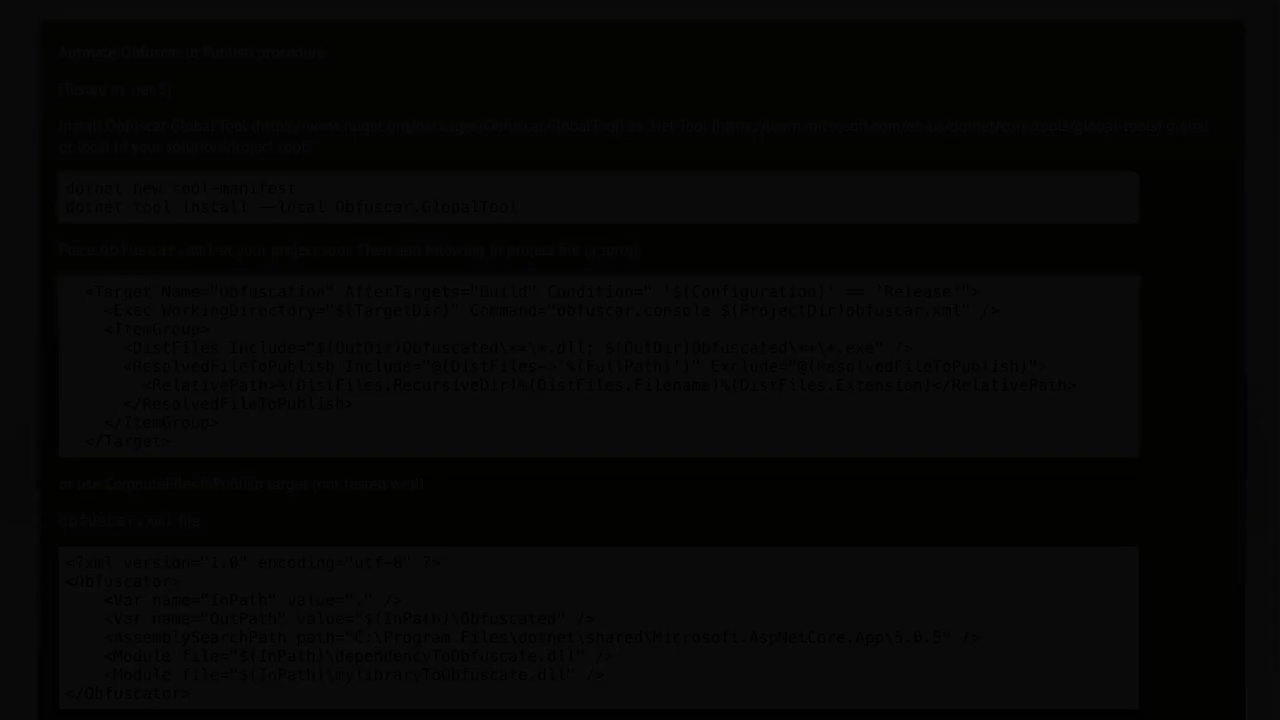 Autmate Obfuscar in Publish procedure
(Tested in .net 5)
Install Obfuscar Global Tool (https://www.nuget.org/packages/Obfuscar.GlobalTool) as .Net Tool (https://learn.microsoft.com/en-us/dotnet/core/tools/global-tools) global
or local in your solution/project root:
dotnet new tool-manifest
dotnet tool install --local Obfuscar.GlobalTool
Place obfuscar.xml at your project root. Then add following in project file (csproj):
<Target Name="Obfuscation" AfterTargets="Build" Condition=" '$(Configuration)' == 'Release'">
<Exec WorkingDirectory="$(TargetDir)" Command="obfuscar.console $(ProjectDir)obfuscar.xml" />
<ItemGroup>
<DistFiles Include="$(OutDir)Obfuscated\**\*.dll; $(OutDir)Obfuscated\**\*.exe" />
<ResolvedFileToPublish Include="@(DistFiles->'%(FullPath)')" Exclude="@(ResolvedFileToPublish)">
<RelativePath>%(DistFiles.RecursiveDir)%(DistFiles.Filename)%(DistFiles.Extension)</RelativePath>
</ResolvedFileToPublish>
</ItemGroup>
</Target>
or use ComputeFilesToPublish target (not tested well)
obfuscar.xml file:
<?xml version="1.0" encoding="utf-8" ?>
<Obfuscator>
<Var name="InPath" value="." />
<Var name="OutPath" value="$(InPath)\Obfuscated" />
<AssemblySearchPath path="C:\Program Files\dotnet\shared\Microsoft.AspNetCore.App\5.0.5" />
<Module file="$(InPath)\dependencyToObfuscate.dll" />
<Module file="$(InPath)\mylibraryToObfuscate.dll" />
</Obfuscator>